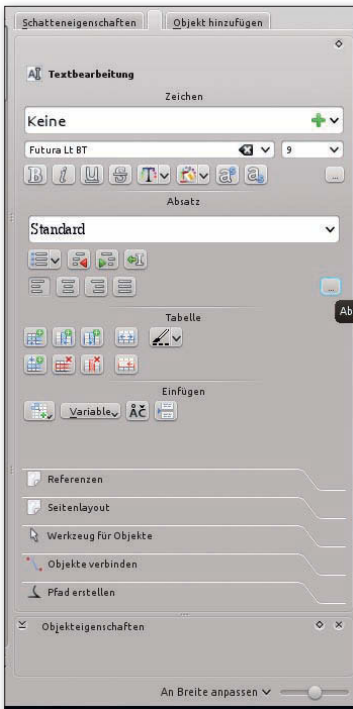 Schatteneigenschaften Objekt hinzufügen
Textbearbeitung
Zeichen
Keine
Futura Lt BT 9
Absatz
Standard
Ab
Tabelle
Einfügen
Variable
Referenzen
Seitenlayout
Werkzeug für Objekte
Objekte verbinden
Pfad erstellen
Objekteigenschaften
An Breite anpassen